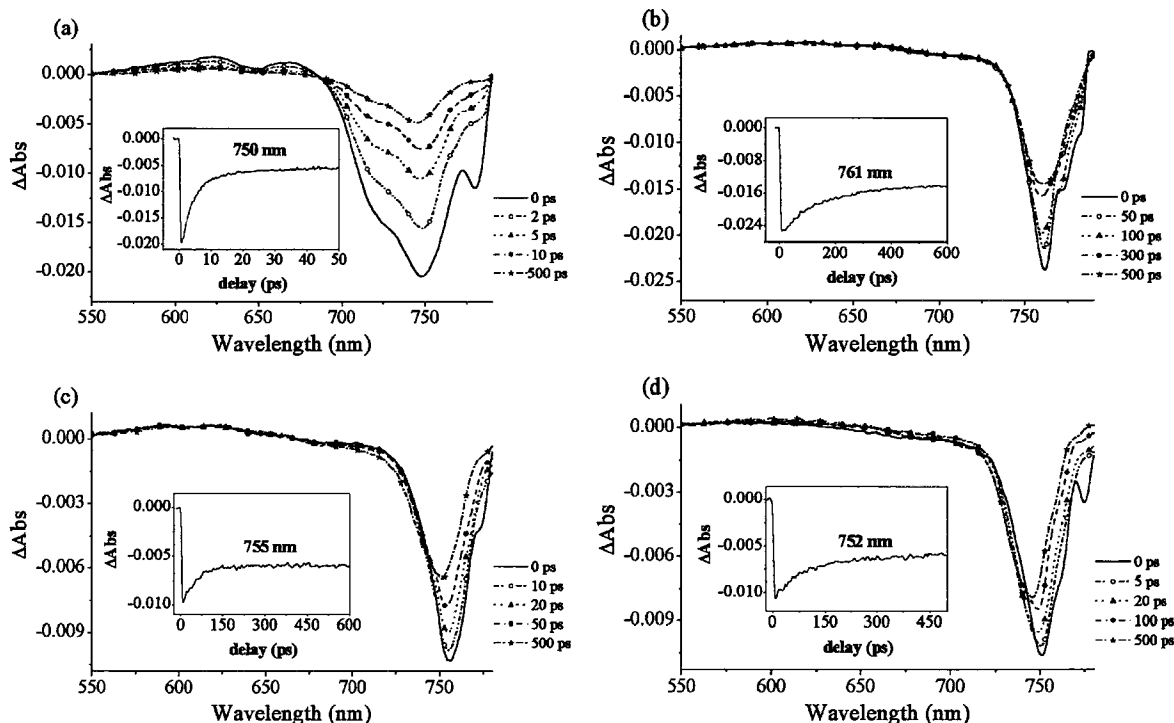 (a)
0.000
-0.005
-0.010
-0.015
-0.020
ΔAbs
0.000
-0.005
-0.010
-0.015
-0.020
ΔAbs
750 nm
0 10 20 30 40 50
delay (ps)
0 ps
2 ps
5 ps
10 ps
500 ps
550 600 650 700 750
Wavelength (nm)
(b)
0.000
-0.005
-0.010
-0.015
-0.020
-0.025
ΔAbs
0.000
-0.008
-0.016
-0.024
ΔAbs
761 nm
0 200 400 600
delay (ps)
0 ps
50 ps
100 ps
300 ps
500 ps
550 600 650 700 750
Wavelength (nm)
(c)
0.000
-0.003
-0.006
-0.009
ΔAbs
0.000
-0.005
-0.010
ΔAbs
755 nm
0 150 300 450 600
delay (ps)
0 ps
10 ps
20 ps
50 ps
500 ps
550 600 650 700 750
Wavelength (nm)
(d)
0.000
-0.003
-0.006
-0.009
ΔAbs
0.000
-0.005
-0.010
ΔAbs
752 nm
0 150 300 450
delay (ps)
0 ps
5 ps
20 ps
100 ps
500 ps
550 600 650 700 750
Wavelength (nm)